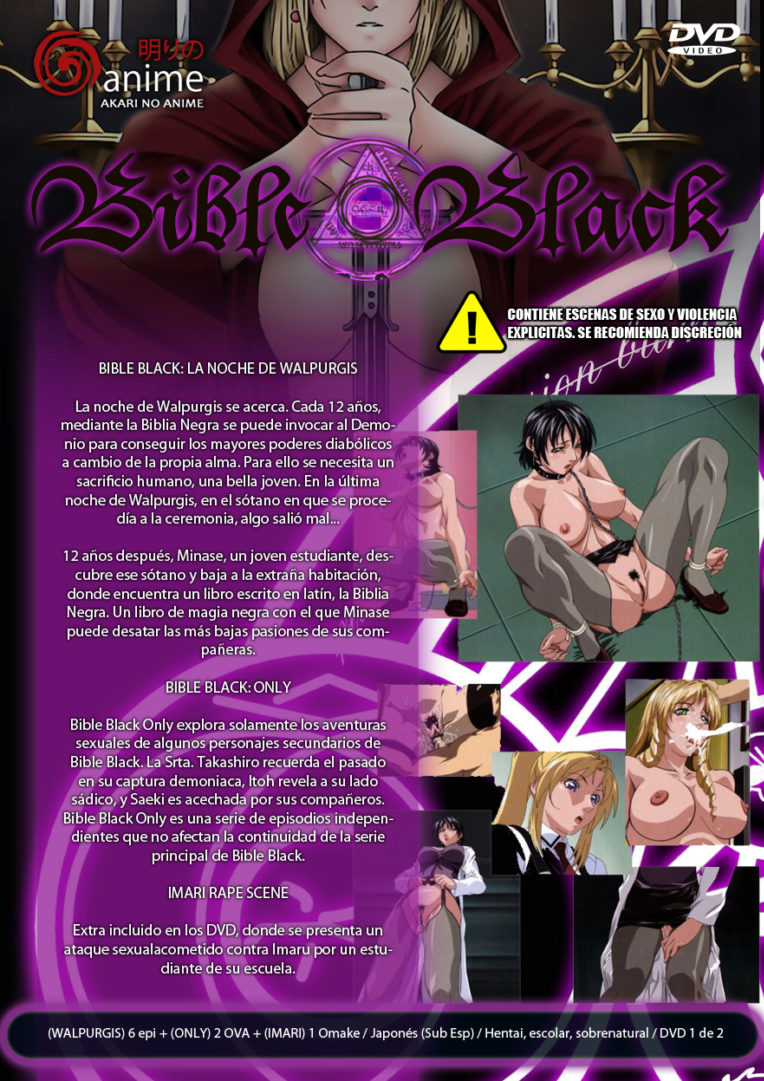 明りの
anime
AKARI NO ANIME
DVD
VIDEO
Bible Black
CONTIENE ESCENAS DE SEXO Y VIOLENCIA
EXPLICITAS. SE RECOMIENDA DISCRECIÓN
BIBLE BLACK: LA NOCHE DE WALPURGIS
La noche de Walpurgis se acerca. Cada 12 años,
mediante la Biblia Negra se puede invocar al Demo-
nio para conseguir los mayores poderes diabólicos
a cambio de la propia alma. Para ello se necesita un
sacrificio humano, una bella joven. En la última
noche de Walpurgis, en el sótano en que se proce-
día a la ceremonia, algo salió mal...
12 años después, Minase, un joven estudiante, des-
cubre ese sótano y baja a la extraña habitación,
donde encuentra un libro escrito en latín, la Biblia
Negra. Un libro de magia negra con el que Minase
puede desatar las más bajas pasiones de sus com-
pañeras.
BIBLE BLACK: ONLY
Bible Black Only explora solamente los aventuras
sexuales de algunos personajes secundarios de
Bible Black. La Srta. Takashiro recuerda el pasado
en su captura demoniaca, Itoh revela a su lado
sádico, y Saeki es acechada por sus compañeros.
Bible Black Only es una serie de episodios indepen-
dientes que no afectan la continuidad de la serie
principal de Bible Black.
IMARI RAPE SCENE
Extra incluido en los DVD, donde se presenta un
ataque sexualacometido contra Imaru por un estu-
diante de su escuela.
(WALPURGIS) 6 epi + (ONLY) 2 OVA + (IMARI) 1 Omake / Japonés (Sub Esp) / Hentai, escolar, sobrenatural / DVD 1 de 2